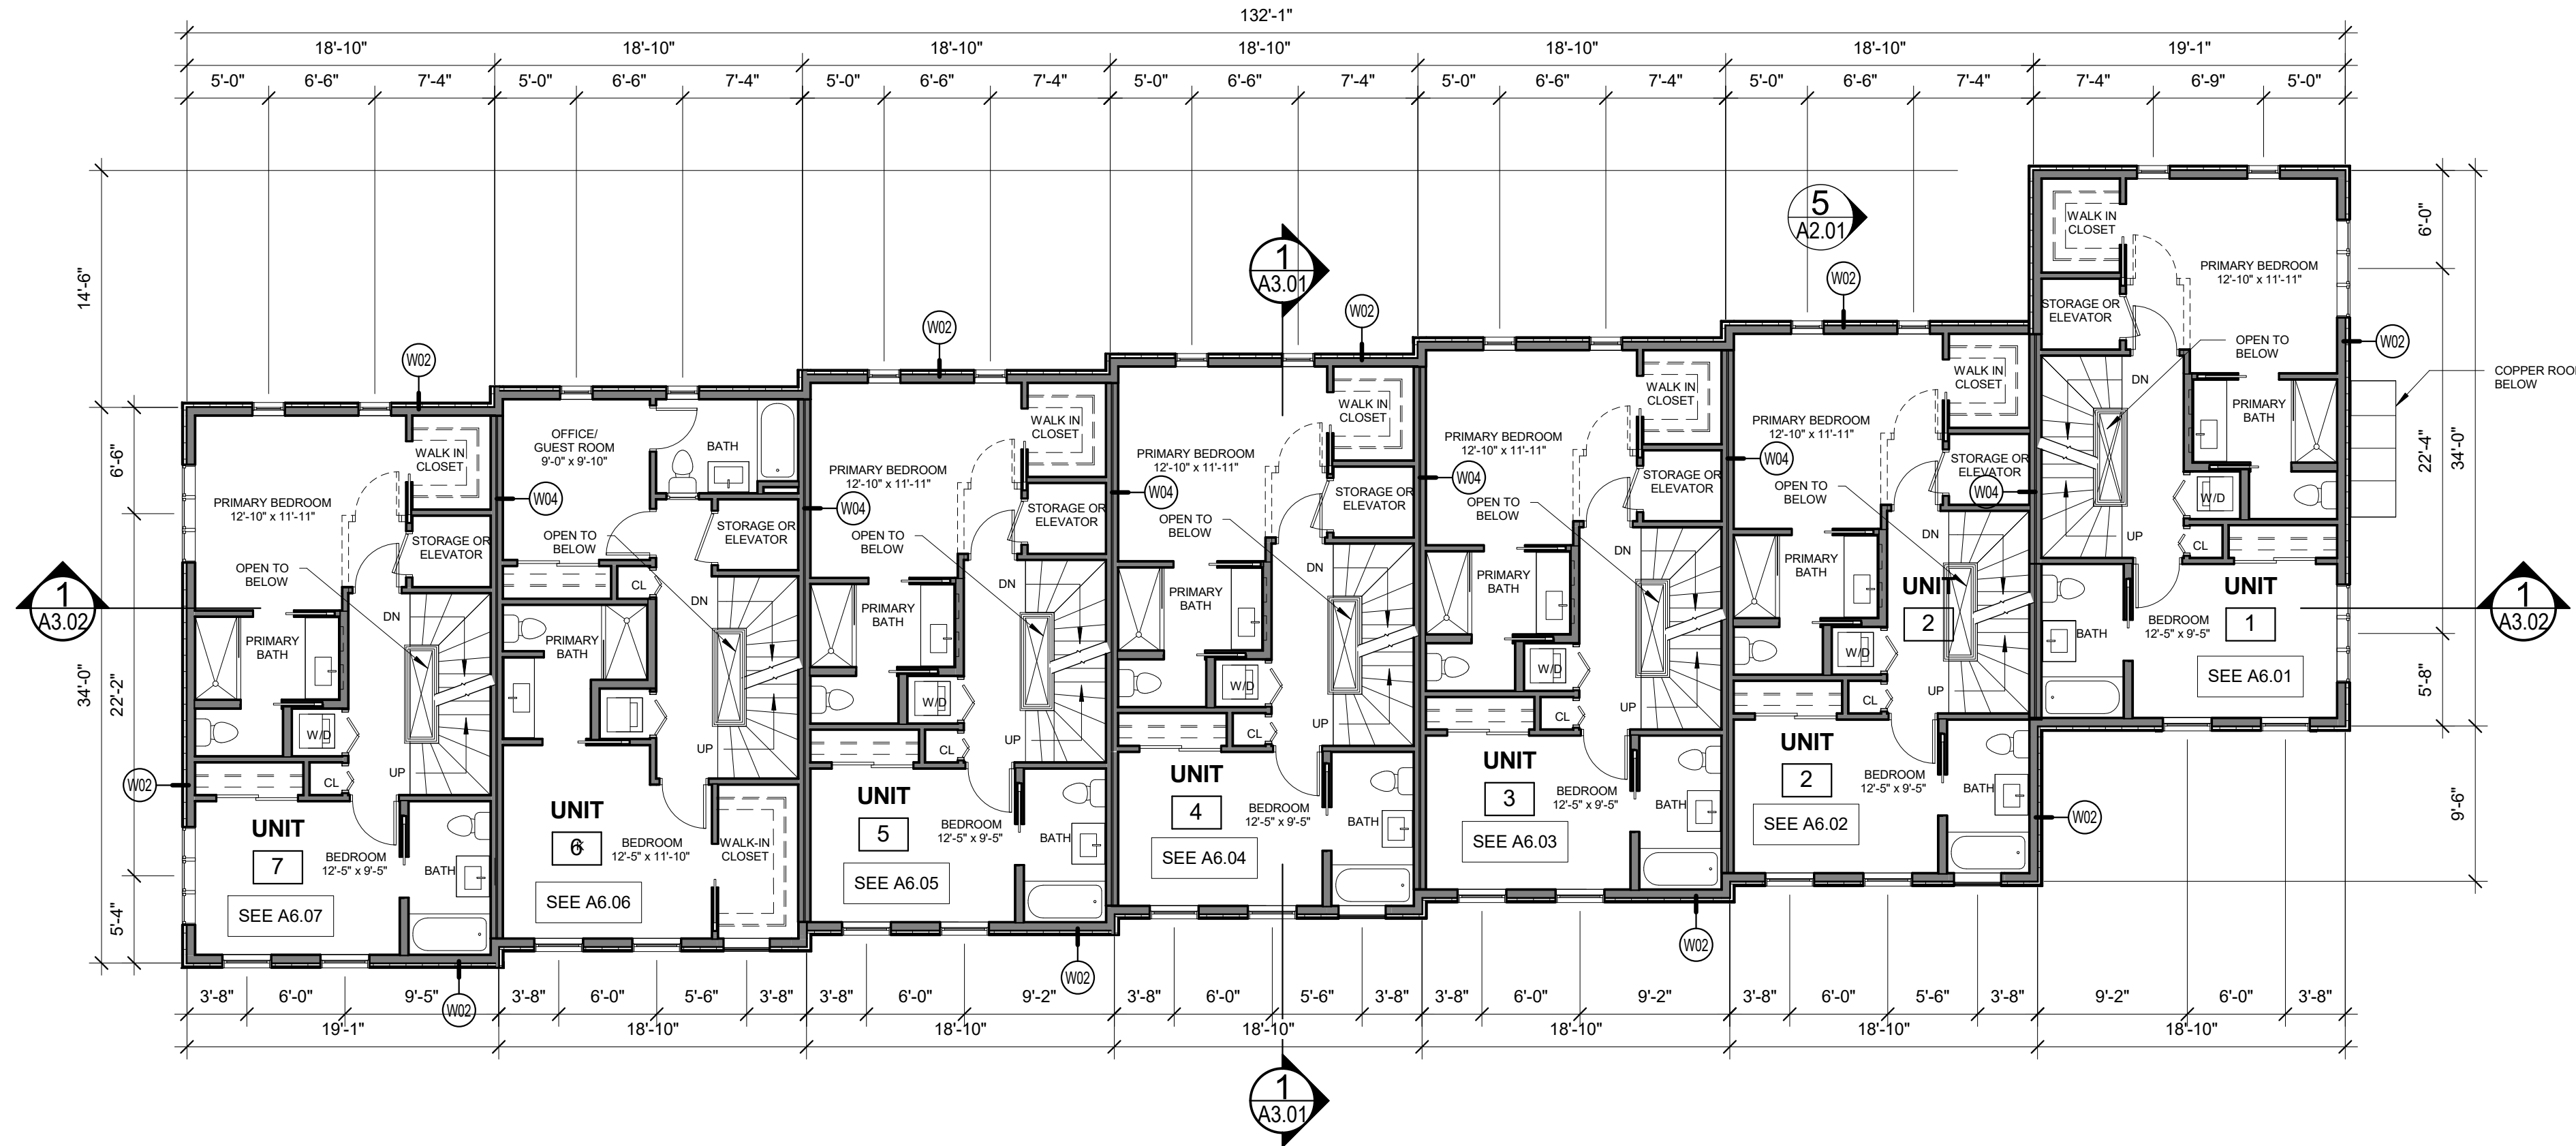 132'-1"
18'-10" 18'-10" 18'-10" 18'-10" 18'-10" 18'-10" 19'-1"
5'-0" 6'-6" 7'-4" 5'-0" 6'-6" 7'-4" 5'-0" 6'-6" 7'-4" 5'-0" 6'-6" 7'-4" 5'-0" 6'-6" 7'-4" 5'-0" 6'-6" 7'-4" 7'-4" 6'-9" 5'-0"
14'-6"
6'-6"
34'-0"
22'-2"
5'-4"
1
A3.02
W02
W02
PRIMARY BEDROOM
12'-10" x 11'-11"
WALK IN
CLOSET
STORAGE OR
ELEVATOR
OPEN TO
BELOW
DN
PRIMARY
BATH
W/D
UP
CL
UNIT
7
SEE A6.07
BEDROOM
12'-5" x 9'-5"
BATH
W02
OFFICE/
GUEST ROOM
9'-0" x 9'-10"
BATH
W04
OPEN TO
BELOW
STORAGE OR
ELEVATOR
CL
DN
PRIMARY
BATH
UP
UNIT
6
SEE A6.06
BEDROOM
12'-5" x 11'-10"
WALK-IN
CLOSET
W02
WALK IN
CLOSET
PRIMARY BEDROOM
12'-10" x 11'-11"
W04
STORAGE OR
ELEVATOR
OPEN TO
BELOW
DN
PRIMARY
BATH
W/D
UP
CL
UNIT
5
SEE A6.05
BEDROOM
12'-5" x 9'-5"
BATH
W02
1
A3.01
W02
WALK IN
CLOSET
PRIMARY BEDROOM
12'-10" x 11'-11"
W04
STORAGE OR
ELEVATOR
OPEN TO
BELOW
DN
PRIMARY
BATH
W/D
UP
CL
UNIT
4
SEE A6.04
BEDROOM
12'-5" x 9'-5"
BATH
WALK IN
CLOSET
PRIMARY BEDROOM
12'-10" x 11'-11"
W04
STORAGE OR
ELEVATOR
OPEN TO
BELOW
DN
PRIMARY
BATH
W/D
UP
CL
UNIT
3
SEE A6.03
BEDROOM
12'-5" x 9'-5"
BATH
W02
5
A2.01
W02
WALK IN
CLOSET
PRIMARY BEDROOM
12'-10" x 11'-11"
W04
STORAGE OR
ELEVATOR
OPEN TO
BELOW
W04
DN
PRIMARY
BATH
UNIT
2
W/D
UP
CL
UNIT
2
SEE A6.02
BEDROOM
12'-5" x 9'-5"
BATH
W02
WALK IN
CLOSET
PRIMARY BEDROOM
12'-10" x 11'-11"
STORAGE OR
ELEVATOR
OPEN TO
BELOW
W02
DN
PRIMARY
BATH
W/D
UP
CL
UNIT
1
BEDROOM
12'-5" x 9'-5"
BATH
SEE A6.01
COPPER ROO
BELOW
6'-0"
22'-4"
34'-0"
5'-8"
9'-6"
1
A3.02
3'-8" 6'-0" 9'-5" 3'-8" 6'-0" 5'-6" 3'-8" 3'-8" 6'-0" 9'-2" 3'-8" 6'-0" 5'-6" 3'-8" 3'-8" 6'-0" 9'-2" 3'-8" 6'-0" 5'-6" 3'-8" 9'-2" 6'-0" 3'-8"
19'-1" 18'-10" 18'-10" 18'-10" 18'-10" 18'-10" 18'-10"
1
A3.01